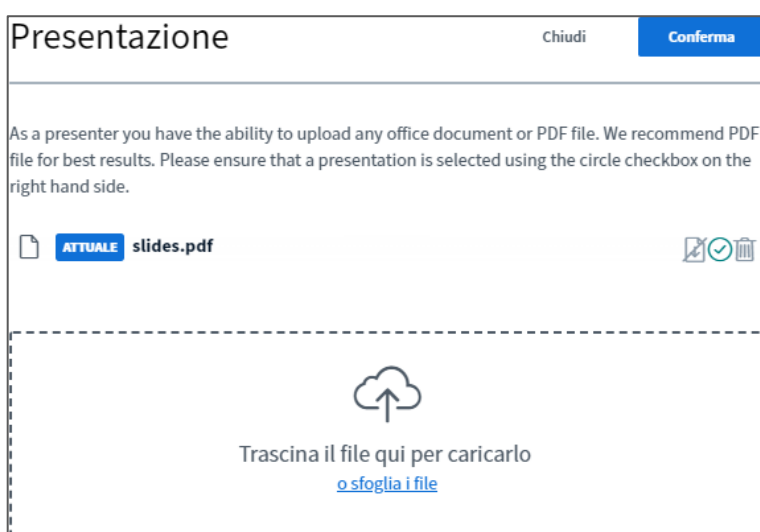 Presentazione Chiudi Conferma
As a presenter you have the ability to upload any office document or PDF file. We recommend PDF
file for best results. Please ensure that a presentation is selected using the circle checkbox on the
right hand side.
ATTUALE slides.pdf
Trascina il file qui per caricarlo
o sfoglia i file